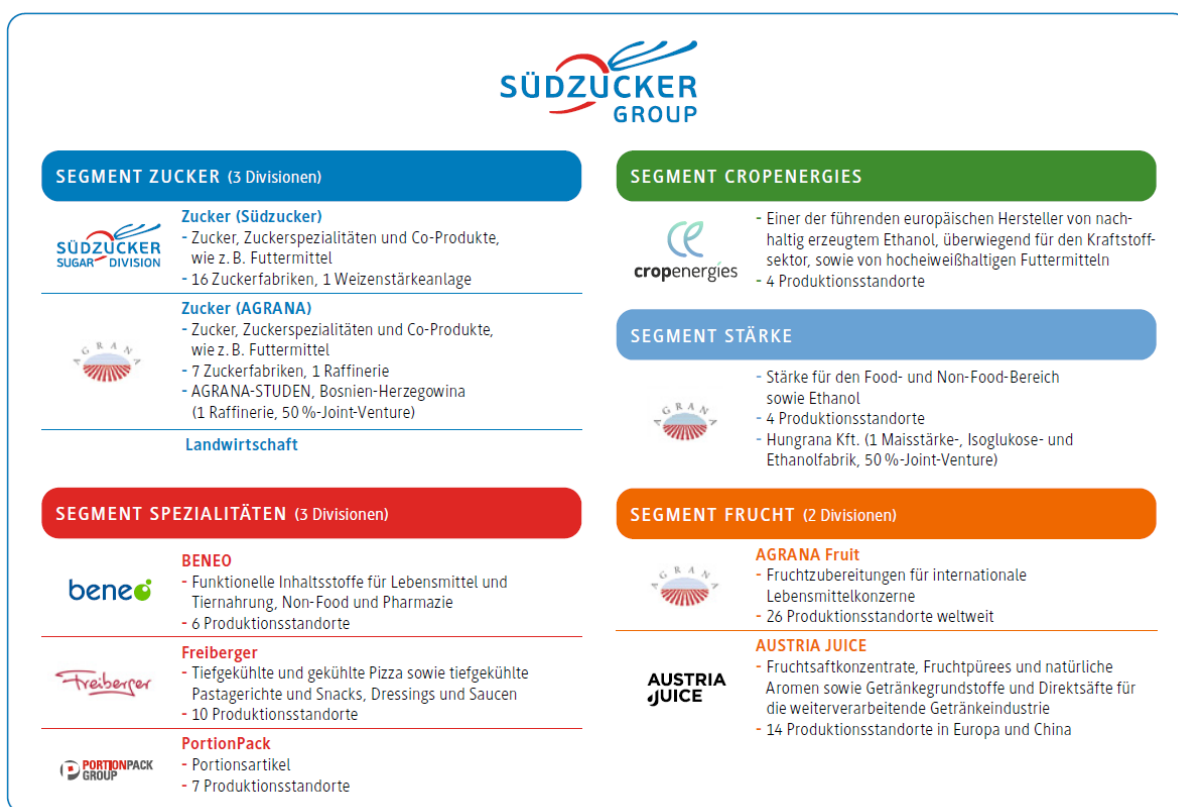 SÜDZUCKER
GROUP
SEGMENT ZUCKER (3 Divisionen)
SÜDZUCKER
SUGAR DIVISION
Zucker (Südzucker)
- Zucker, Zuckerspezialitäten und Co-Produkte,
wie z. B. Futtermittel
- 16 Zuckerfabriken, 1 Weizenstärkeanlage
AGRANA
Zucker (AGRANA)
- Zucker, Zuckerspezialitäten und Co-Produkte,
wie z. B. Futtermittel
- 7 Zuckerfabriken, 1 Raffinerie
- AGRANA-STUDEN, Bosnien-Herzegowina
(1 Raffinerie, 50 %-Joint-Venture)
Landwirtschaft
SEGMENT SPEZIALITÄTEN (3 Divisionen)
beneo
BENEO
- Funktionelle Inhaltsstoffe für Lebensmittel und
Tiernahrung, Non-Food und Pharmazie
- 6 Produktionsstandorte
Freiberger
Freiberger
- Tiefgekühlte und gekühlte Pizza sowie tiefgekühlte
Pastagerichte und Snacks, Dressings und Saucen
- 10 Produktionsstandorte
PORTIONPACK
GROUP
PortionPack
- Portionsartikel
- 7 Produktionsstandorte
SEGMENT CROPENERGIES
cropenergies
- Einer der führenden europäischen Hersteller von nach-
haltig erzeugtem Ethanol, überwiegend für den Kraftstoff-
sektor, sowie von hocheiweißhaltigen Futtermitteln
- 4 Produktionsstandorte
SEGMENT STÄRKE
AGRANA
- Stärke für den Food- und Non-Food-Bereich
sowie Ethanol
- 4 Produktionsstandorte
- Hungrana Kft. (1 Maisstärke-, Isoglukose- und
Ethanolfabrik, 50 %-Joint-Venture)
SEGMENT FRUCHT (2 Divisionen)
AGRANA
AGRANA Fruit
- Fruchtzubereitungen für internationale
Lebensmittelkonzerne
- 26 Produktionsstandorte weltweit
AUSTRIA
JUICE
AUSTRIA JUICE
- Fruchtsaftkonzentrate, Fruchtpürees und natürliche
Aromen sowie Getränkegrundstoffe und Direktsäfte für
die weiterverarbeitende Getränkeindustrie
- 14 Produktionsstandorte in Europa und China